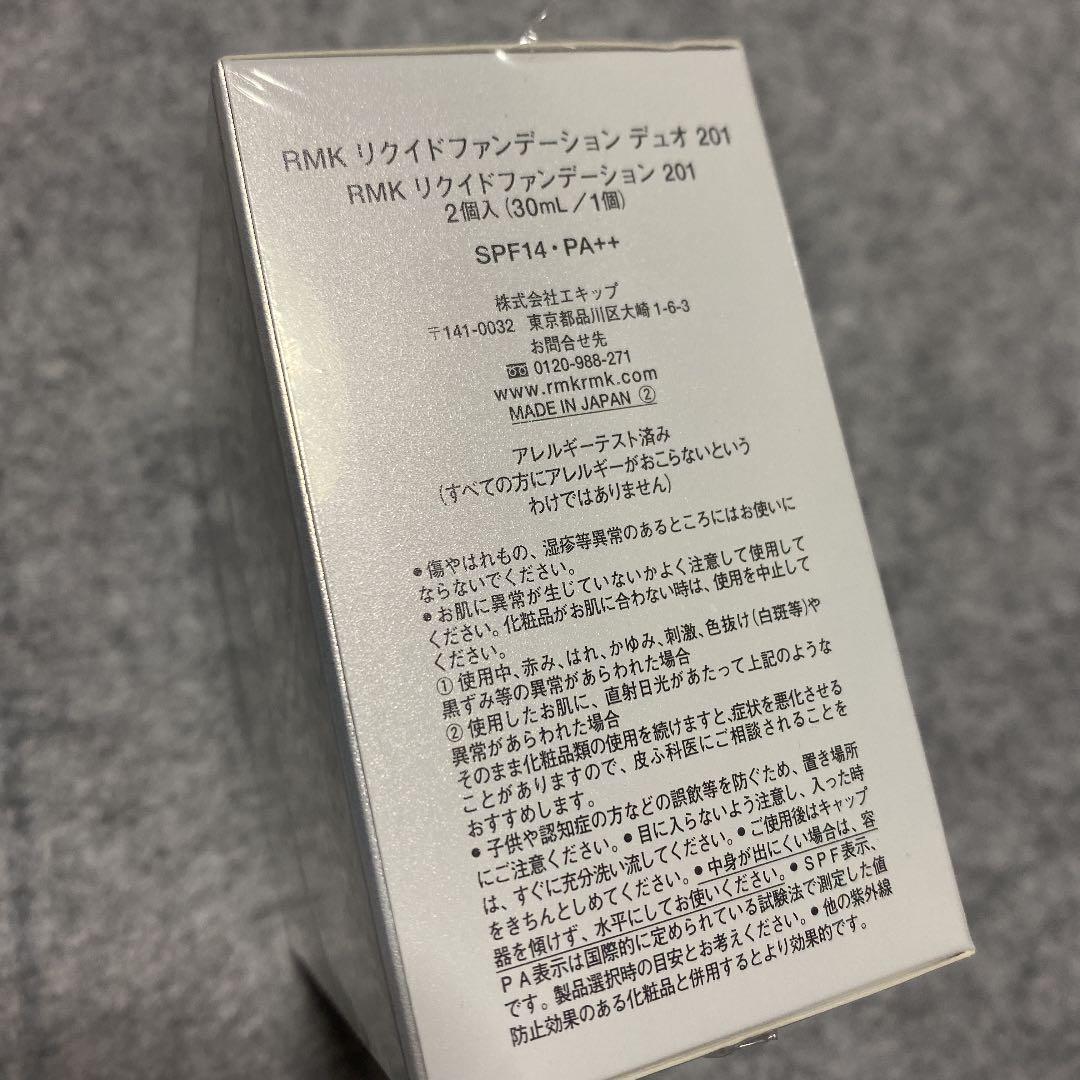 RMK リクイドファンデーション デュオ 201
RMK リクイドファンデーション 201
2個入 (30mL／1個)
SPF14・PA++
株式会社エキップ
〒141-0032 東京都品川区大崎1-6-3
お問合せ先
0120-988-271
www.rmkrmk.com
MADE IN JAPAN ②
アレルギーテスト済み
(すべての方にアレルギーがおこらないという
わけではありません)
●傷やはれもの、湿疹等異常のあるところにはお使いに
ならないでください。
●お肌に異常が生じていないかよく注意して使用して
ください。化粧品がお肌に合わない時は、使用を中止して
ください。
①使用中、赤み、はれ、かゆみ、刺激、色抜け(白斑等)や
黒ずみ等の異常があらわれた場合
②使用したお肌に、直射日光があたって上記のような
異常があらわれた場合
そのまま化粧品類の使用を続けますと、症状を悪化させる
ことがありますので、皮ふ科医にご相談されることを
おすすめします。
●子供や認知症の方などの誤飲等を防ぐため、置き場所
にご注意ください。●目に入らないよう注意し、入った時
は、すぐに充分洗い流してください。●ご使用後はキャップ
をきちんとしめてください。●中身が出にくい場合は、容
器を傾けず、水平にしてお使いください。●SPF表示、
PA表示は国際的に定められている試験法で測定した値
です。製品選択時の目安とお考えください。●他の紫外線
防止効果のある化粧品と併用するとより効果的です。